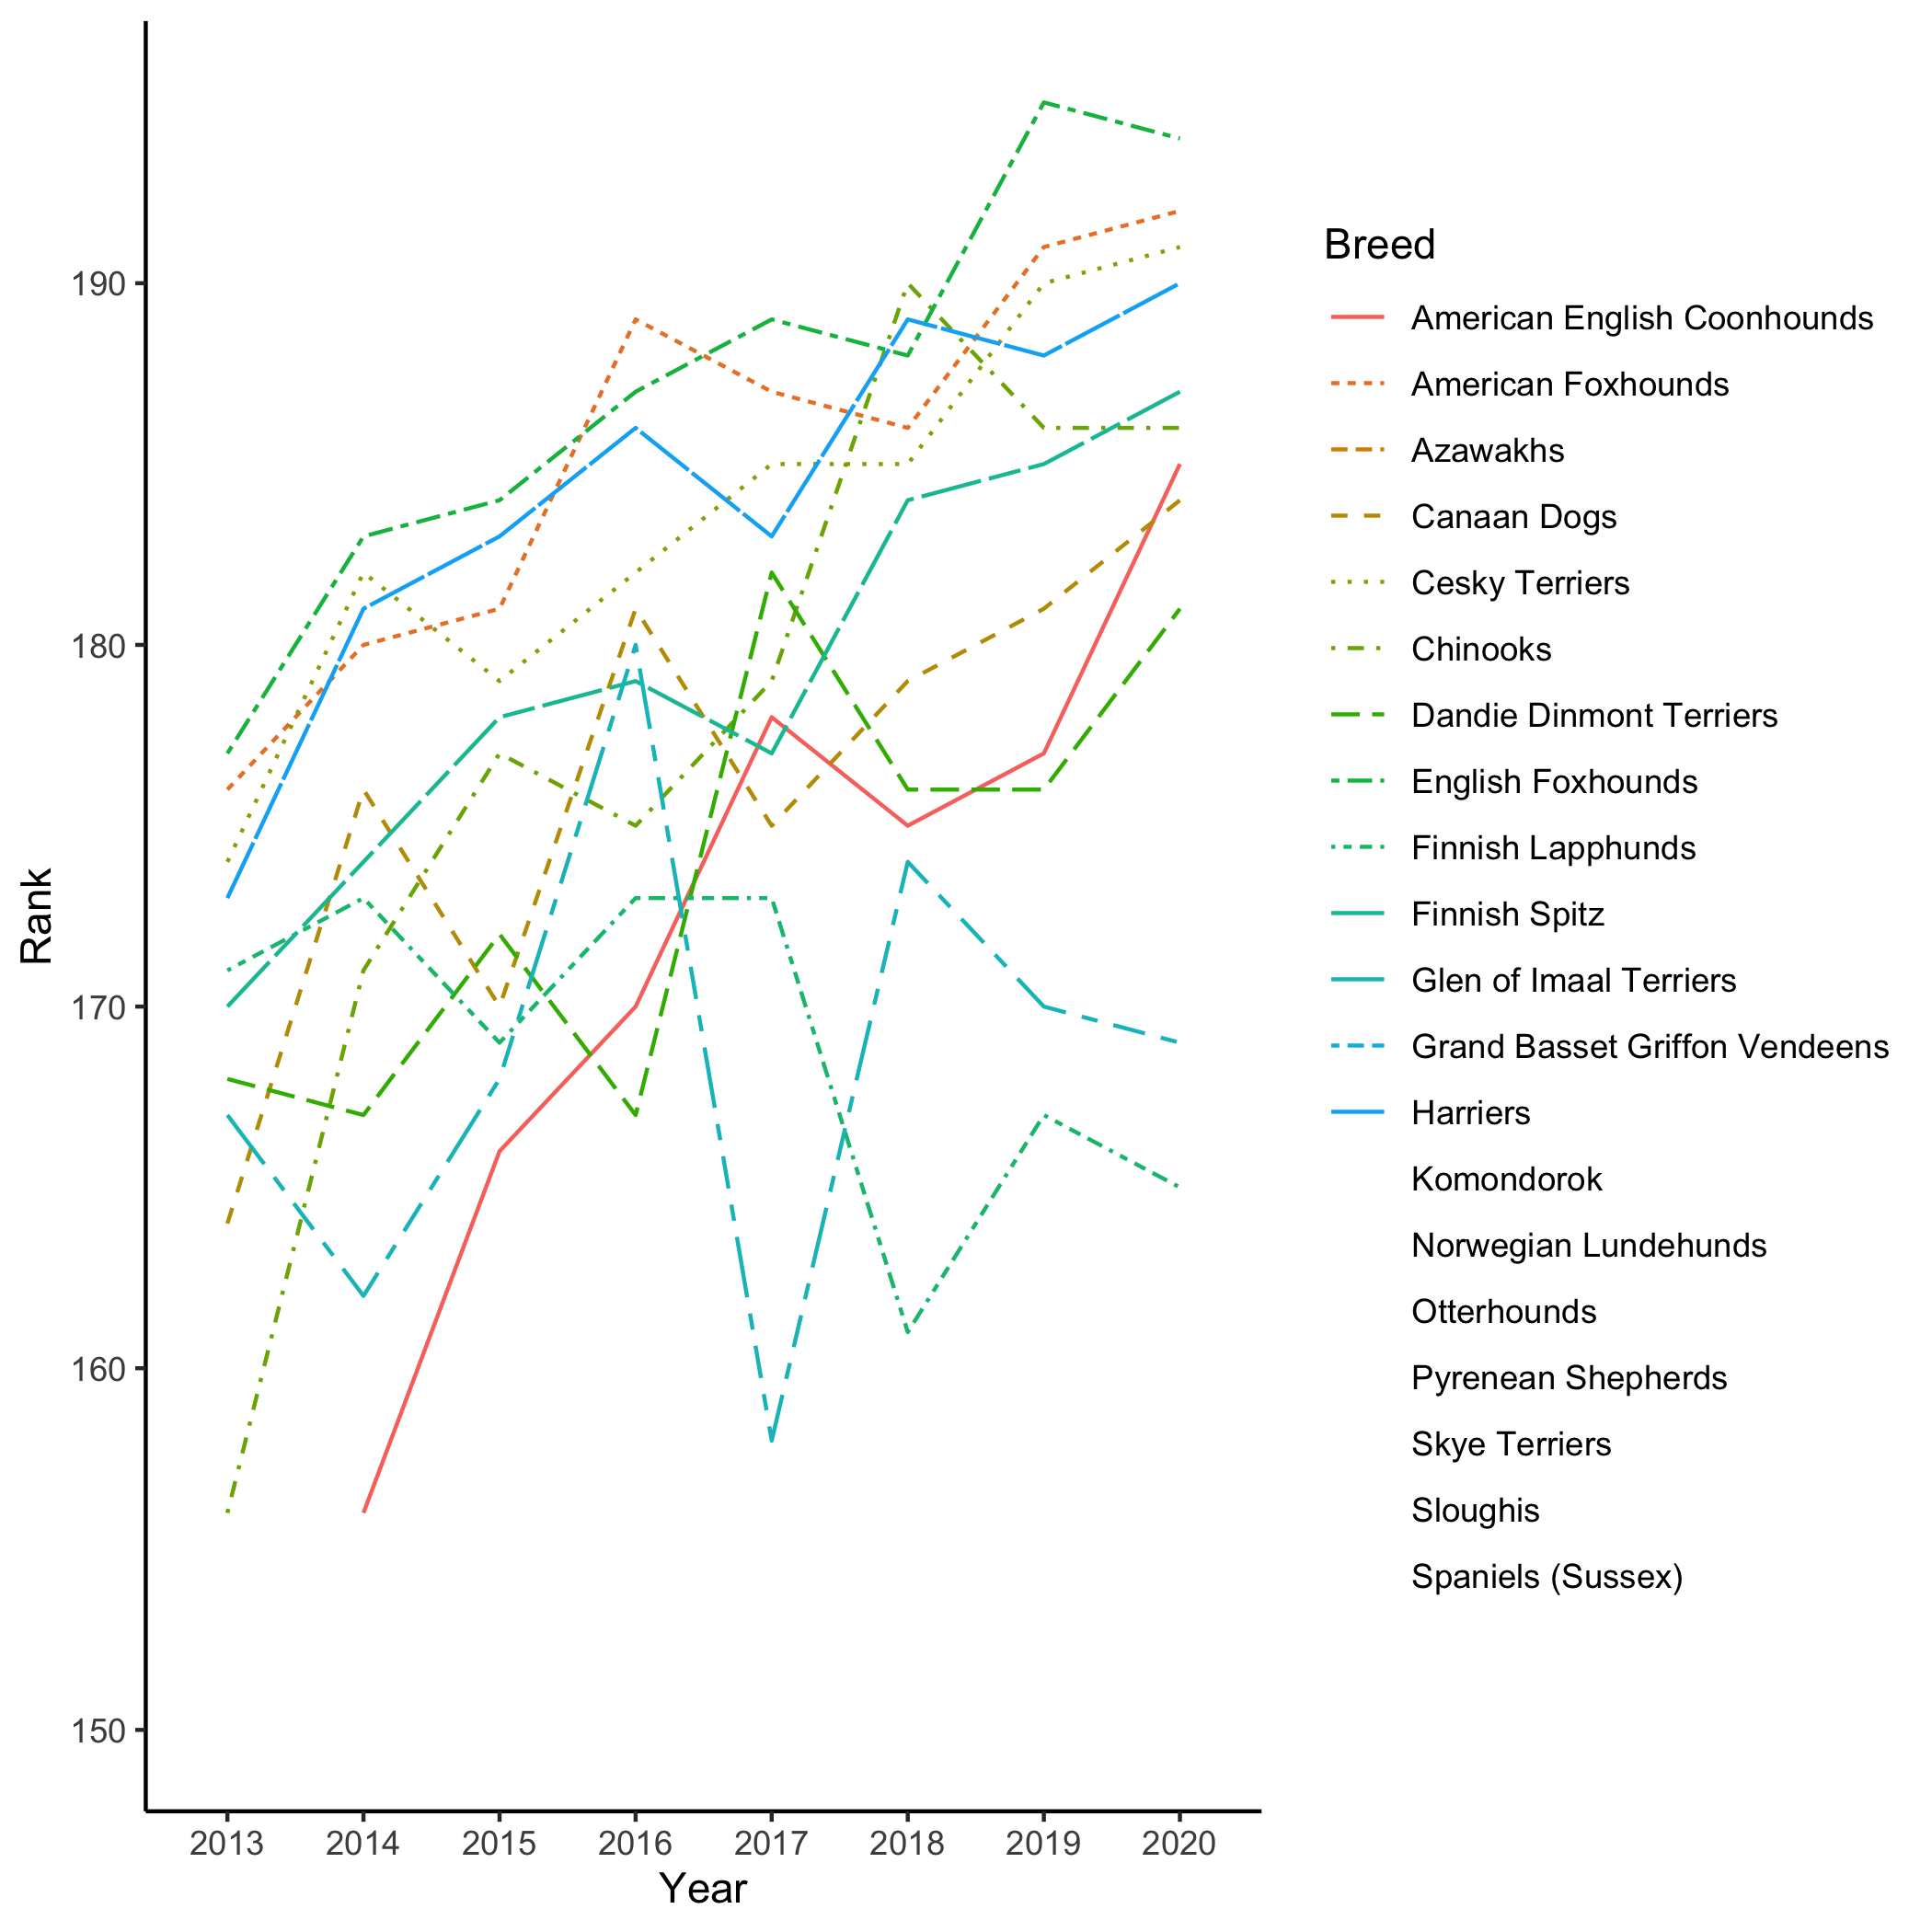 190
180
170
160
150
Rank
2013 2014 2015 2016 2017 2018 2019 2020
Year
Breed
American English Coonhounds
American Foxhounds
Azawakhs
Canaan Dogs
Cesky Terriers
Chinooks
Dandie Dinmont Terriers
English Foxhounds
Finnish Lapphunds
Finnish Spitz
Glen of Imaal Terriers
Grand Basset Griffon Vendeens
Harriers
Komondorok
Norwegian Lundehunds
Otterhounds
Pyrenean Shepherds
Skye Terriers
Sloughis
Spaniels (Sussex)